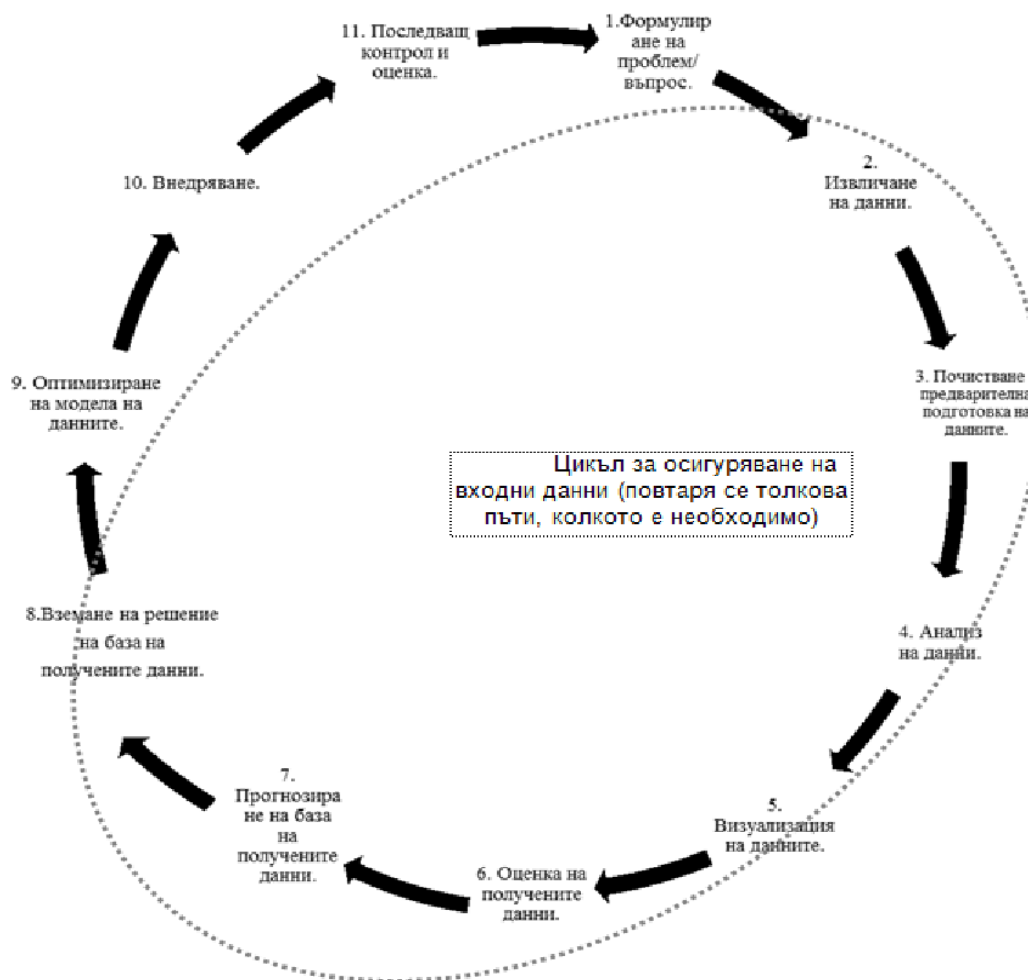 1.Формулир
ане на
проблем/
въпрос.
2.
Извличане
на данни.
3. Почистване
предварителна
подготовка на
данните.
4. Анализ
на данни.
5.
Визуализация
на данните.
6. Оценка на
получените
данни.
7.
Прогнозира
не на база
на
получените
данни.
8.Вземане на решение
на база на
получените данни.
9. Оптимизиране
на модела на
данните.
10. Внедряване.
11. Последващ
контрол и
оценка.
Цикъл за осигуряване на
входни данни (повтаря се толкова
пъти, колкото е необходимо)